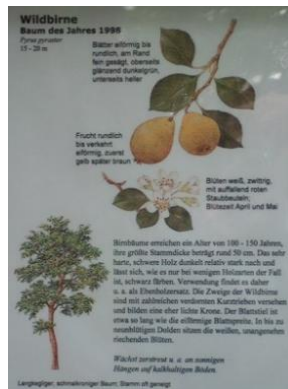 Wildbirne
Baum des Jahres 1998
Pyrus pyraster
15 - 20 m
Blätter eiförmig bis
rundlich, am Rand
fein gesägt, oberseits
glänzend dunkelgrün,
unterseits heller
Frucht rundlich
bis verkehrt
eiförmig, zuerst
gelb später braun
Blüten weiß, zwittrig,
mit auffallend roten
Staubbeuteln;
Blütezeit April und Mai
Birnbäume erreichen ein Alter von 100 - 150 Jahren,
ihre größte Stammdicke beträgt rund 50 cm. Das sehr
harte, schwere Holz dunkelt relativ stark nach und
lässt sich, wie es nur bei wenigen Holzarten der Fall
ist, schwarz färben. Verwendung findet es daher
u. a. als Ebenholzersatz. Die Zweige der Wildbirne
sind mit zahlreichen verdornten Kurztrieben versehen
und bilden eine eher lichte Krone. Der Blattstiel ist
etwa so lang wie die eiförmige Blattspreite. In bis zu
neunblütigen Dolden sitzen die weißen, unangenehm
riechenden Blüten.
Wächst zerstreut u. a. an sonnigen
Hängen auf kalkhaltigen Böden.
Langlebiger, schmalkroniger Baum; Stamm oft geneigt